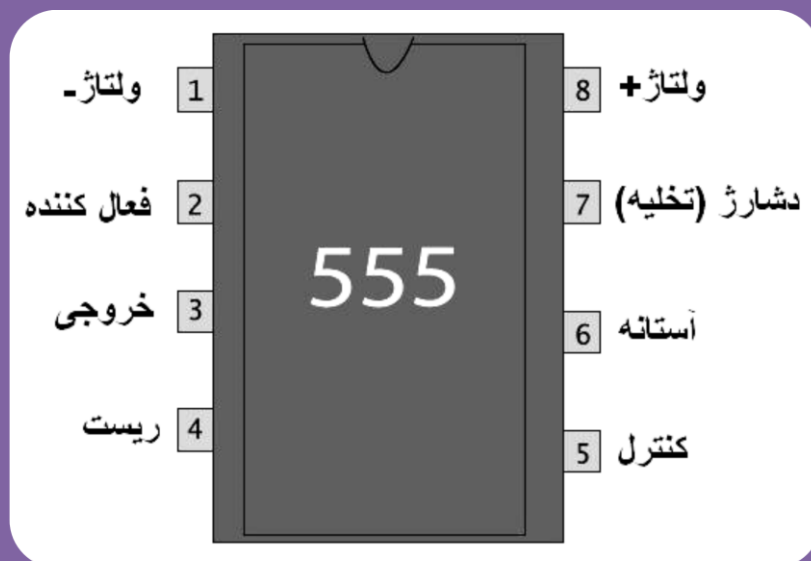 ولتاژ-
1
8
ولتاژ+
فعال کننده
2
7
دشارژ (تخلیه)
555
خروجی
3
6
آستانه
ریست
4
5
کنترل